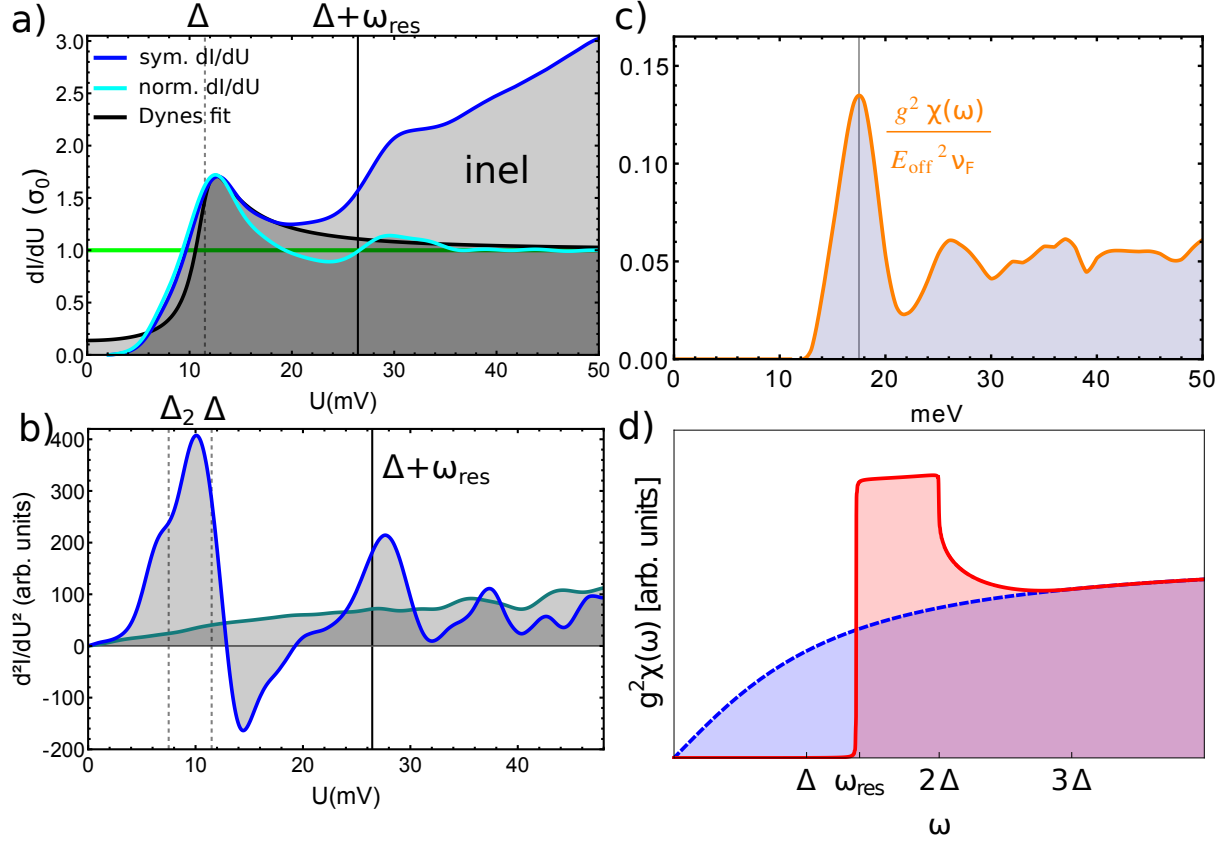 a)
Δ
Δ+ω_res
3.0
2.5
2.0
1.5
1.0
0.5
0.0
dI/dU (σ₀)
sym. dI/dU
norm. dI/dU
Dynes fit
inel
0
10
20
30
40
50
U(mV)
b)
Δ₂
Δ
Δ+ω_res
400
300
200
100
0
-100
-200
d²I/dU² (arb. units)
0
10
20
30
40
U(mV)
c)
0.15
0.10
0.05
0.00
g² χ(ω)
E_off² ν_F
0
10
20
30
40
50
meV
d)
g²χ(ω) [arb. units]
Δ
ω_res
2Δ
3Δ
ω